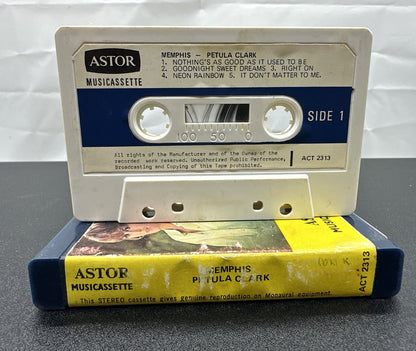 ASTOR
MUSICASSETTE
MEMPHIS — PETULA CLARK
1. NOTHING'S AS GOOD AS IT USED TO BE
2. GOODNIGHT SWEET DREAMS 3. RIGHT ON
4. NEON RAINBOW 5. IT DON'T MATTER TO ME.
SIDE 1
100 50 0
All rights of the Manufacturer and of the Owner of the
recorded work reserved. Unauthorized Public Performance,
Broadcasting and Copying of this Tape prohibited.
ACT 2313
ASTOR
MUSICASSETTE
MEMPHIS
PETULA CLARK
ACT 2313
This STEREO cassette gives genuine reproduction on Monaural equipment